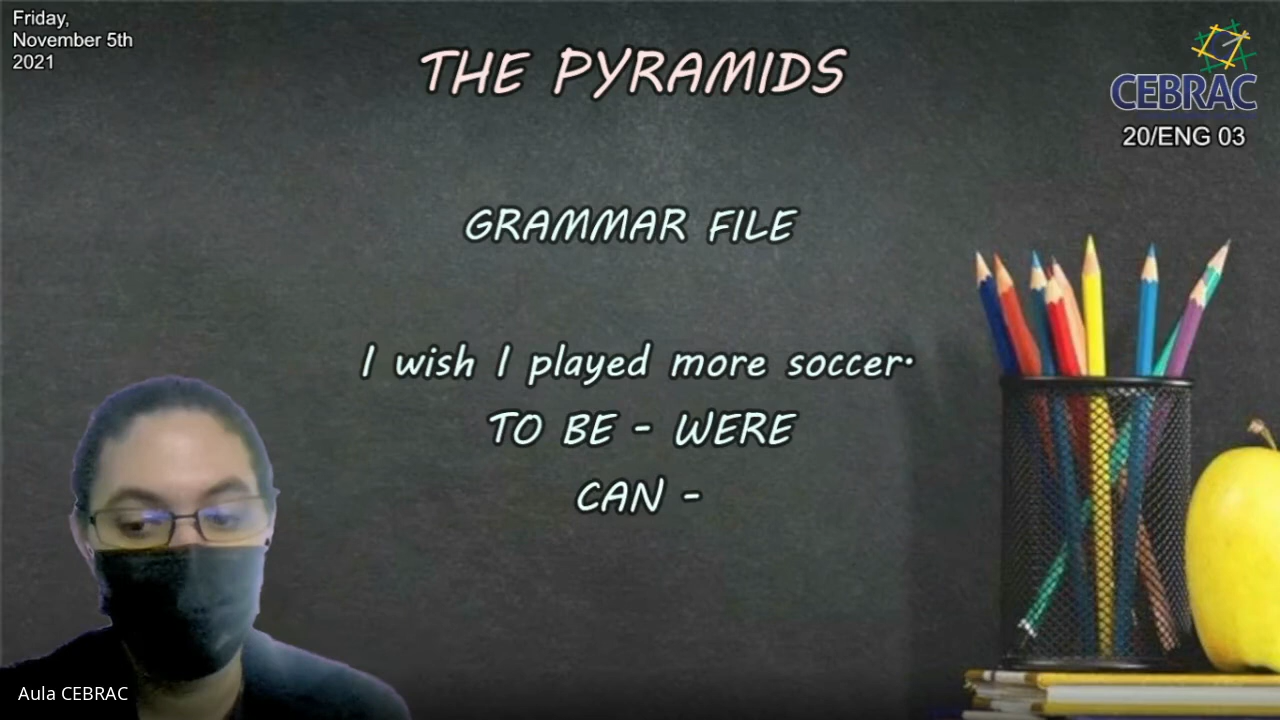 Friday,
November 5th
2021
THE PYRAMIDS
CEBRAC
20/ENG 03
GRAMMAR FILE
I wish I played more soccer.
TO BE - WERE
CAN -
Aula CEBRAC